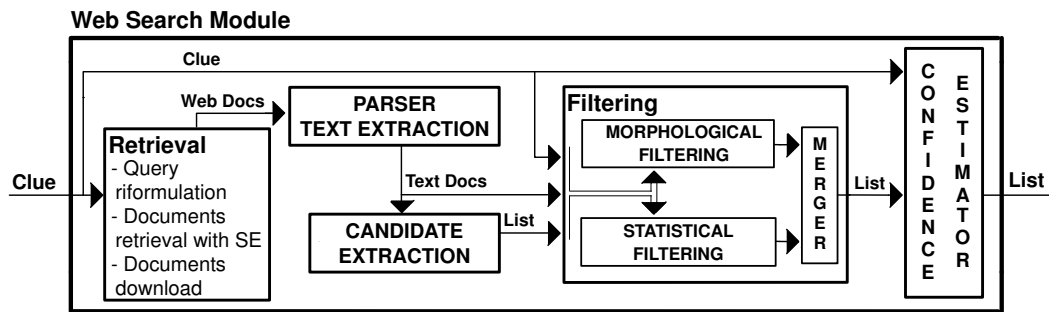 Web Search Module
Clue
Clue
Retrieval
- Query
riformulation
- Documents
retrieval with SE
- Documents
download
Web Docs
PARSER
TEXT EXTRACTION
Text Docs
CANDIDATE
EXTRACTION
List
Filtering
MORPHOLOGICAL
FILTERING
STATISTICAL
FILTERING
MERGER
List
CONFIDENCE
ESTIMATOR
List